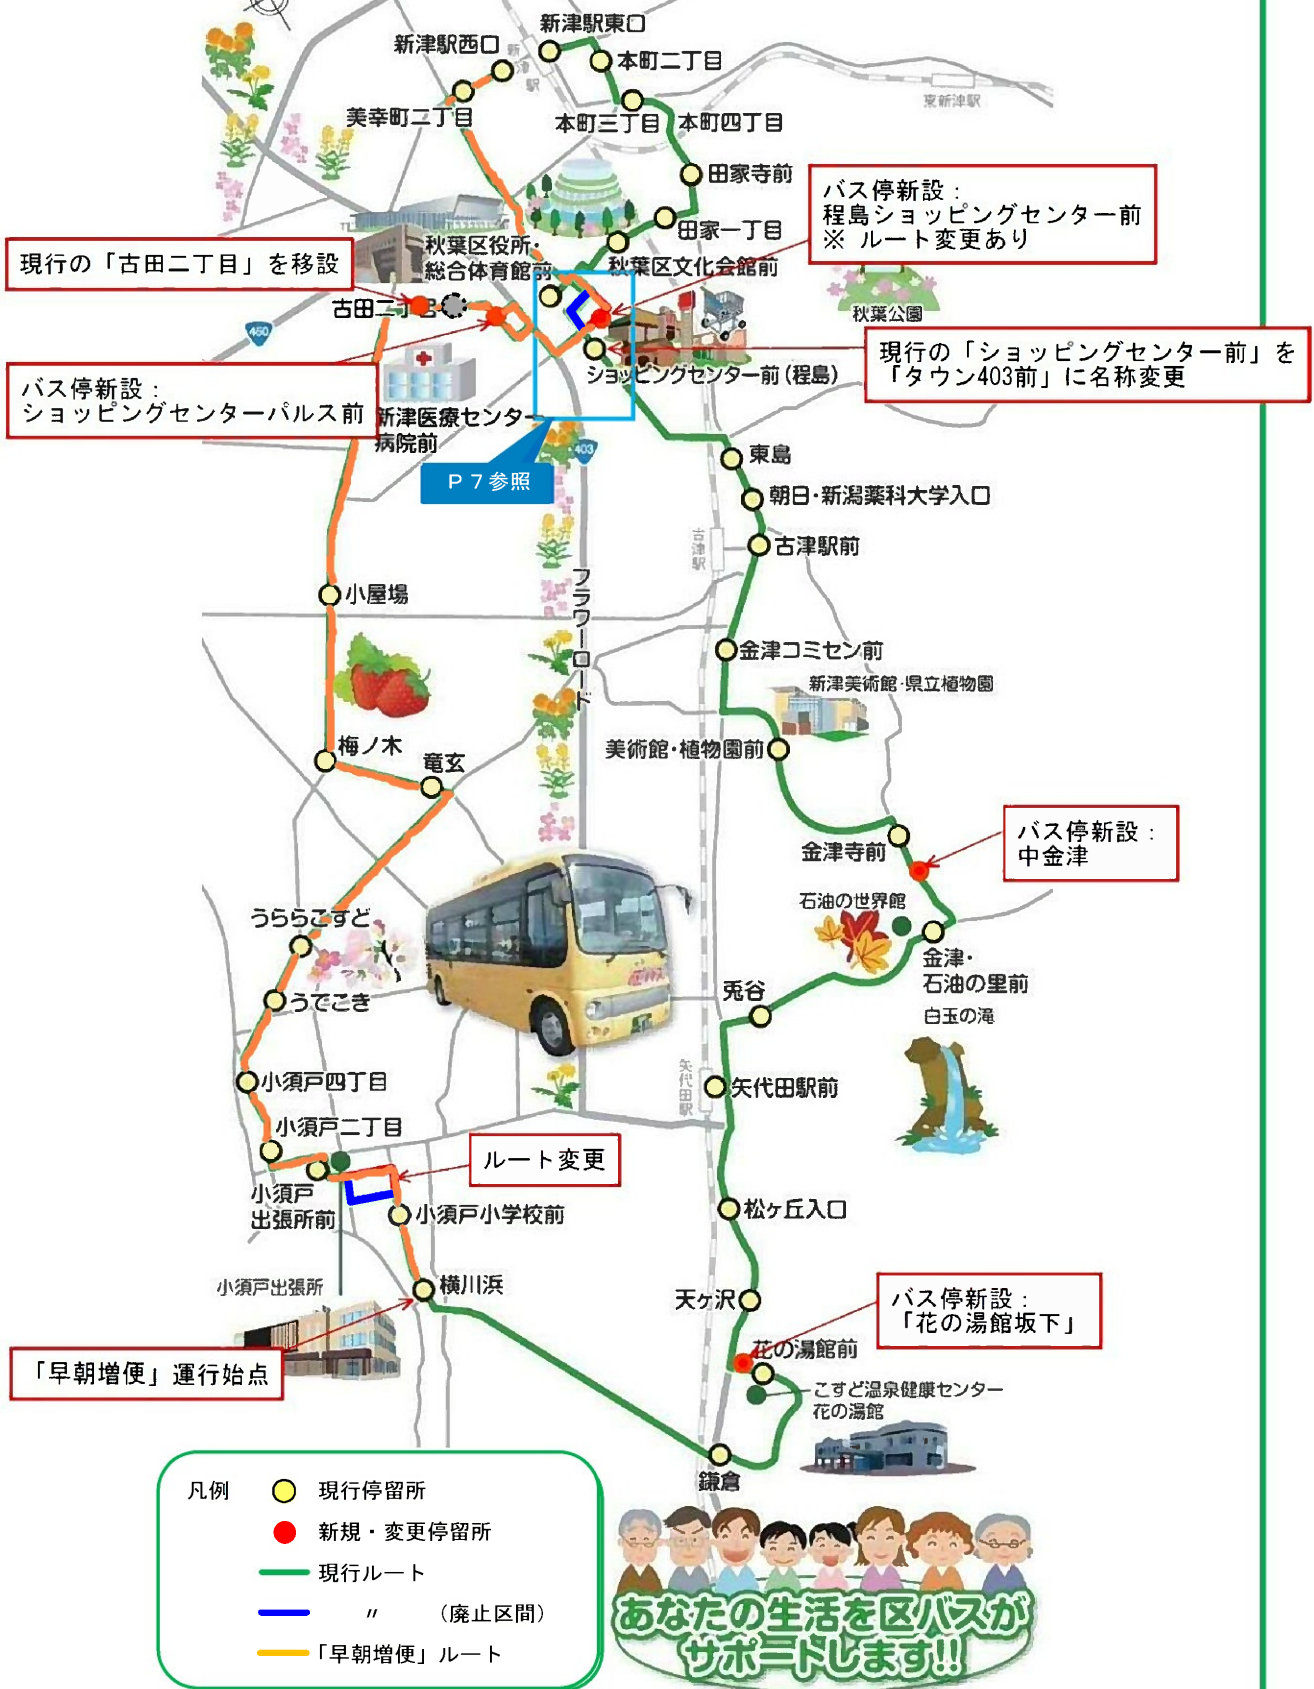 新津駅東口
新津駅西口
新津駅
本町二丁目
東新津駅
美幸町二丁目
本町三丁目
本町四丁目
田家寺前
バス停新設：
程島ショッピングセンター前
※ ルート変更あり
田家一丁目
秋葉区役所・
総合体育館前
秋葉区文化会館前
現行の「古田二丁目」を移設
古田二丁目
秋葉公園
460
現行の「ショッピングセンター前」を
「タウン403前」に名称変更
ショッピングセンター前（程島）
バス停新設：
ショッピングセンターパルス前
新津医療センター
病院前
403
P７参照
東島
朝日・新潟薬科大学入口
古津駅
古津駅前
フラワーロード
小屋場
金津コミセン前
新津美術館・県立植物園
梅ノ木
竜玄
美術館・植物園前
バス停新設：
中金津
金津寺前
石油の世界館
うららこすど
金津・
石油の里前
うでこき
兎谷
白玉の滝
小須戸四丁目
矢代田駅
矢代田駅前
小須戸二丁目
ルート変更
小須戸
出張所前
小須戸小学校前
松ヶ丘入口
小須戸出張所
横川浜
天ヶ沢
バス停新設：
「花の湯館坂下」
花の湯館前
「早朝増便」運行始点
こすど温泉健康センター
花の湯館
鎌倉
凡例
現行停留所
新規・変更停留所
現行ルート
〃 （廃止区間）
「早朝増便」ルート
あなたの生活を区バスが
サポートします!!